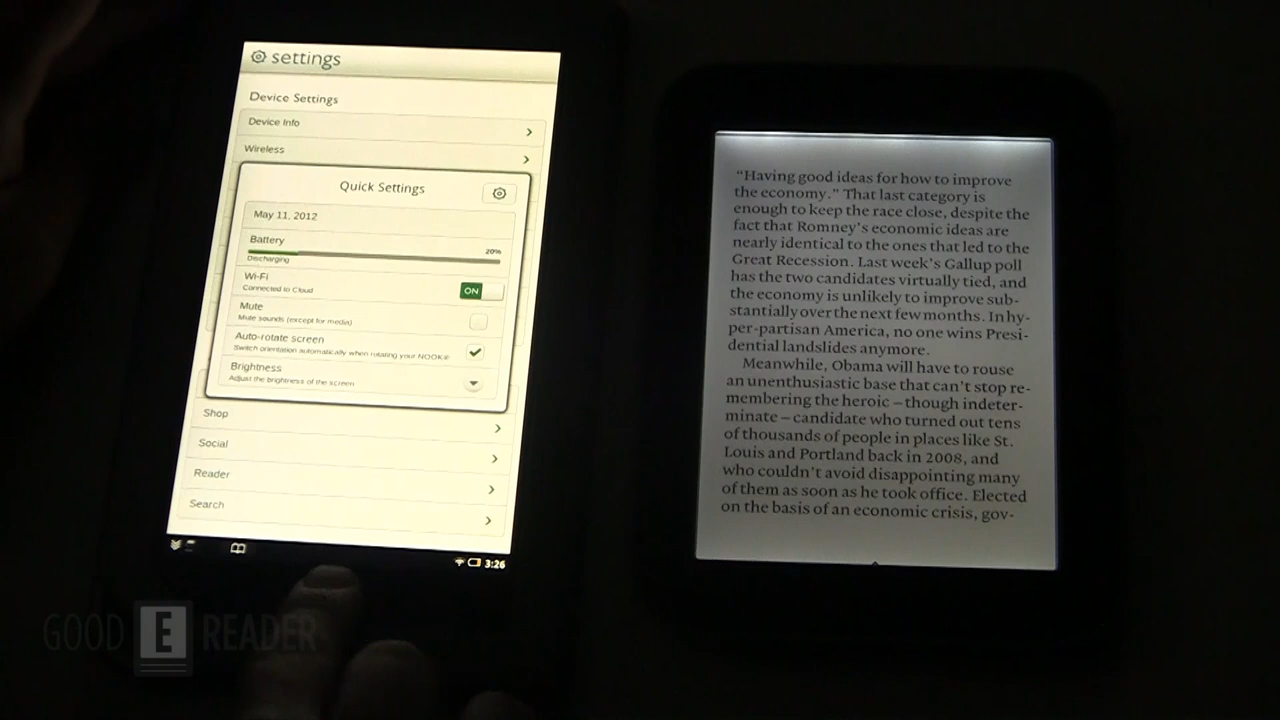 settings
Device Settings
Device Info
Wireless
Quick Settings
May 11, 2012
Battery
20%
Discharging
Wi-Fi
Connected to Cloud
ON
Mute
Mute sounds (except for media)
Auto-rotate screen
Switch orientation automatically when rotating your NOOK®
Brightness
Adjust the brightness of the screen
Shop
Social
Reader
Search
3:26
"Having good ideas for how to improve
the economy." That last category is
enough to keep the race close, despite the
fact that Romney's economic ideas are
nearly identical to the ones that led to the
Great Recession. Last week's Gallup poll
has the two candidates virtually tied, and
the economy is unlikely to improve sub-
stantially over the next few months. In hy-
per-partisan America, no one wins Presi-
dential landslides anymore.
Meanwhile, Obama will have to rouse
an unenthusiastic base that can't stop re-
membering the heroic – though indeter-
minate – candidate who turned out tens
of thousands of people in places like St.
Louis and Portland back in 2008, and
who couldn't avoid disappointing many
of them as soon as he took office. Elected
on the basis of an economic crisis, gov-
GOOD E READER